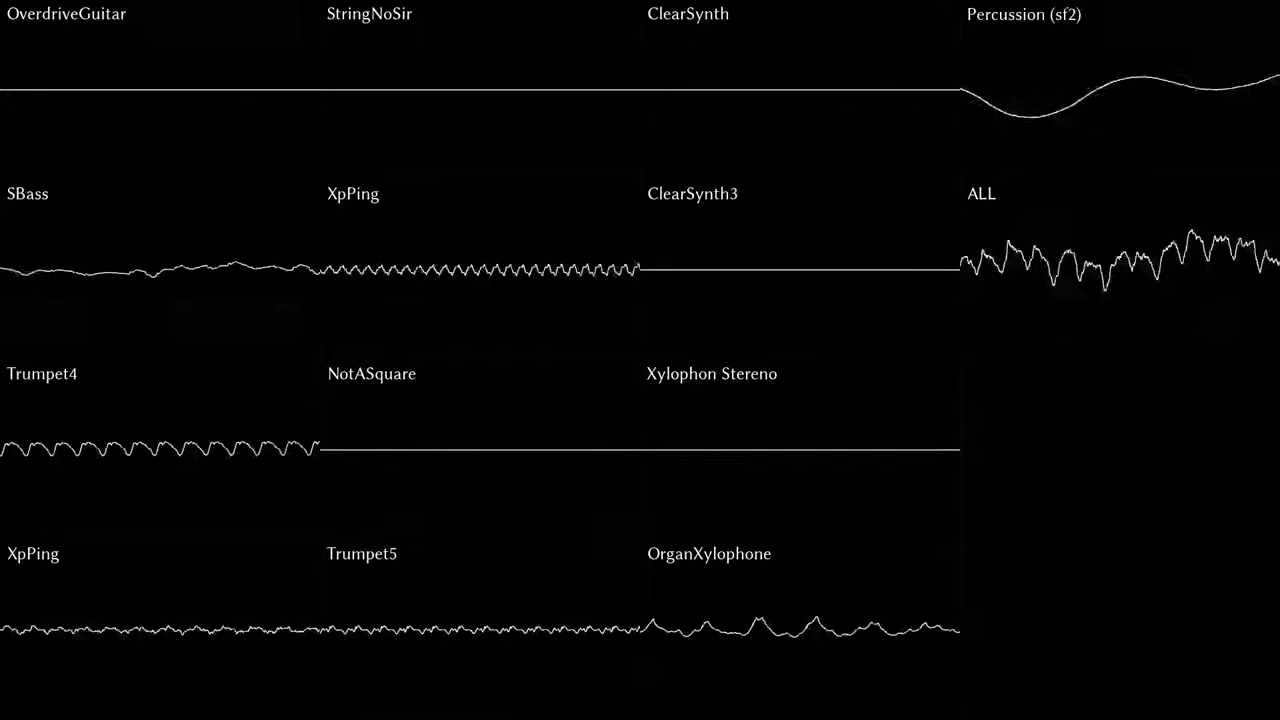 OverdriveGuitar
StringNoSir
ClearSynth
Percussion (sf2)
SBass
XpPing
ClearSynth3
ALL
Trumpet4
NotASquare
Xylophon Stereno
XpPing
Trumpet5
OrganXylophone